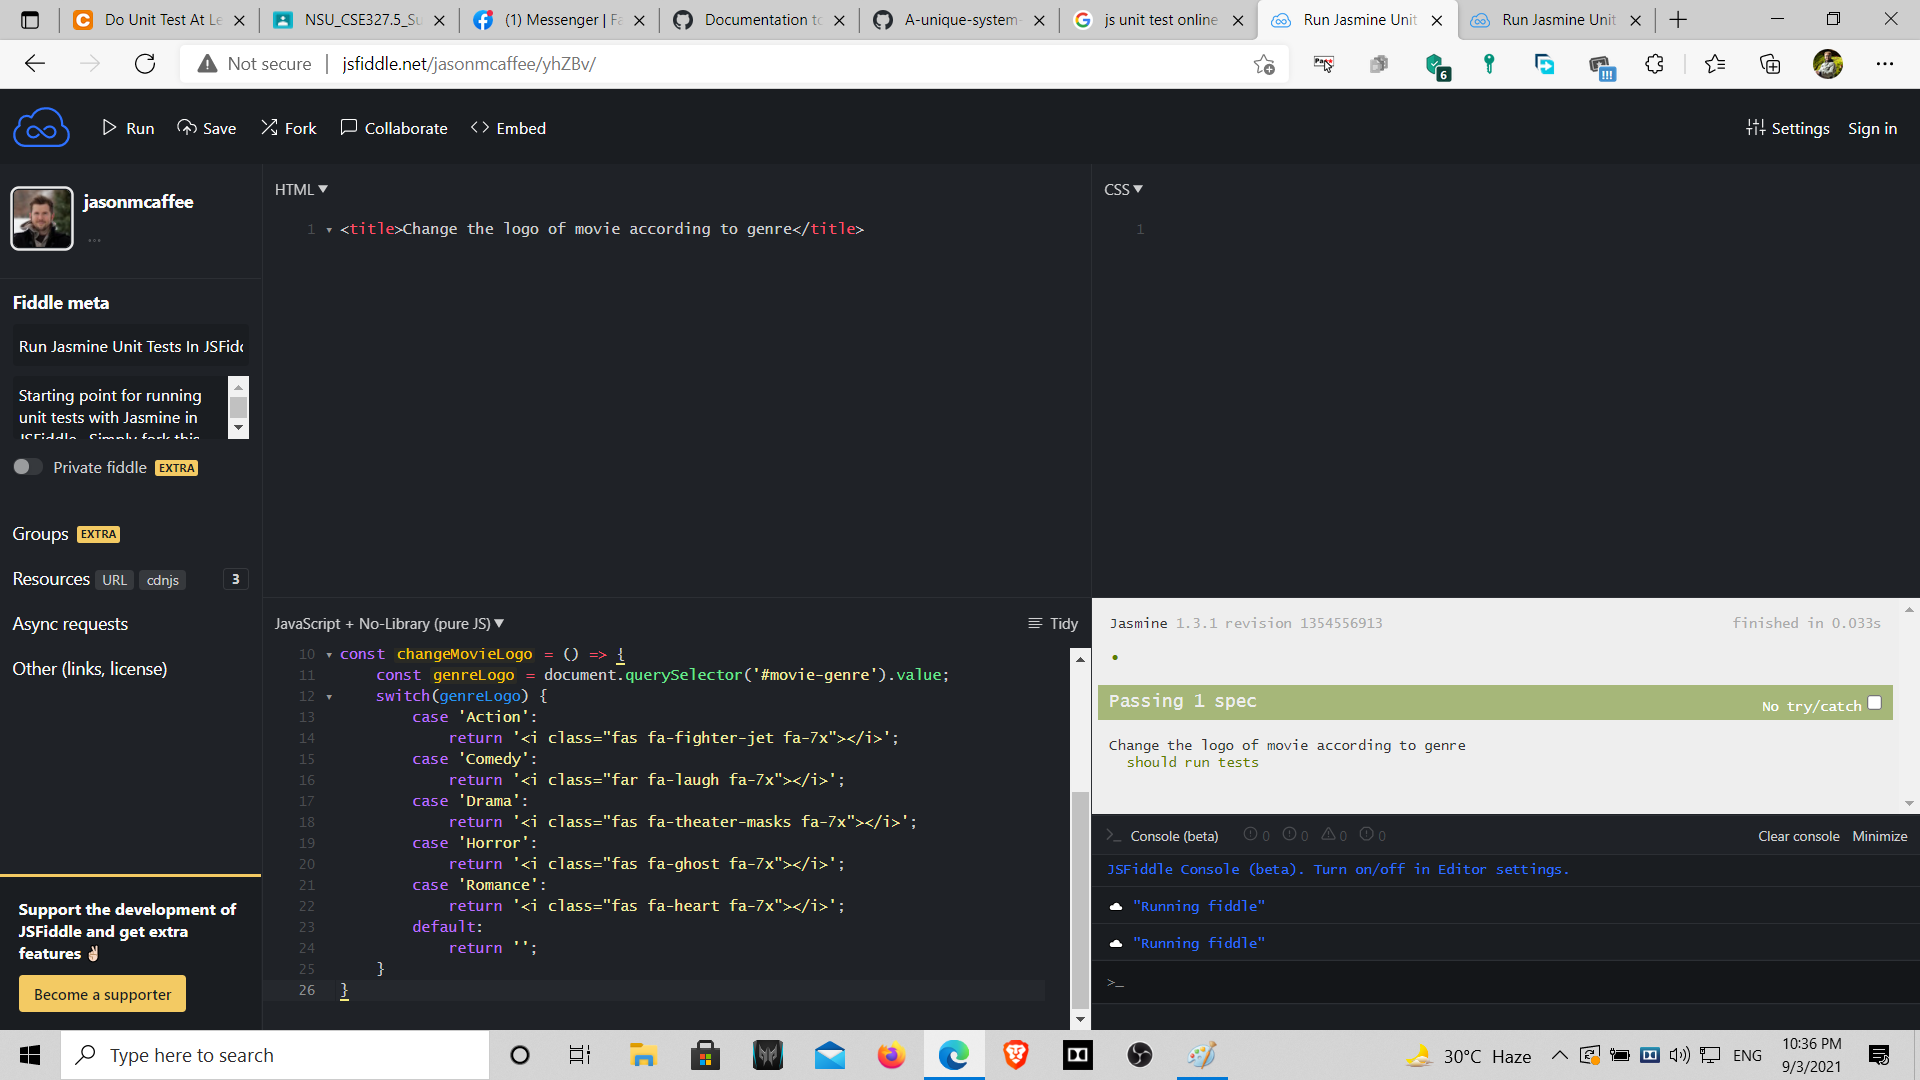 Do Unit Test At Le
NSU_CSE327.5_Su
(1) Messenger | Fa
Documentation to
A-unique-system-
js unit test online
Run Jasmine Unit
Run Jasmine Unit
Not secure
jsfiddle.net/jasonmcaffee/yhZBv/
6
Run
Save
Fork
Collaborate
Embed
Settings
Sign in
jasonmcaffee
...
Fiddle meta
Run Jasmine Unit Tests In JSFidd
Starting point for running
unit tests with Jasmine in
JSFiddle. Simply fork this
Private fiddle EXTRA
Groups EXTRA
Resources URL cdnjs 3
Async requests
Other (links, license)
Support the development of
JSFiddle and get extra
features ✌🏻
Become a supporter
HTML ▼
1 <title>Change the logo of movie according to genre</title>
CSS ▼
1
JavaScript + No-Library (pure JS) ▼
Tidy
10 const changeMovieLogo = () => {
11 const genreLogo = document.querySelector('#movie-genre').value;
12 switch(genreLogo) {
13 case 'Action':
14 return '<i class="fas fa-fighter-jet fa-7x"></i>';
15 case 'Comedy':
16 return '<i class="far fa-laugh fa-7x"></i>';
17 case 'Drama':
18 return '<i class="fas fa-theater-masks fa-7x"></i>';
19 case 'Horror':
20 return '<i class="fas fa-ghost fa-7x"></i>';
21 case 'Romance':
22 return '<i class="fas fa-heart fa-7x"></i>';
23 default:
24 return '';
25 }
26 }
Jasmine 1.3.1 revision 1354556913
finished in 0.033s
•
Passing 1 spec
No try/catch
Change the logo of movie according to genre
should run tests
>_ Console (beta) 0 0 0 0
Clear console Minimize
JSFiddle Console (beta). Turn on/off in Editor settings.
"Running fiddle"
"Running fiddle"
>_
Type here to search
30°C Haze
ENG
10:36 PM
9/3/2021